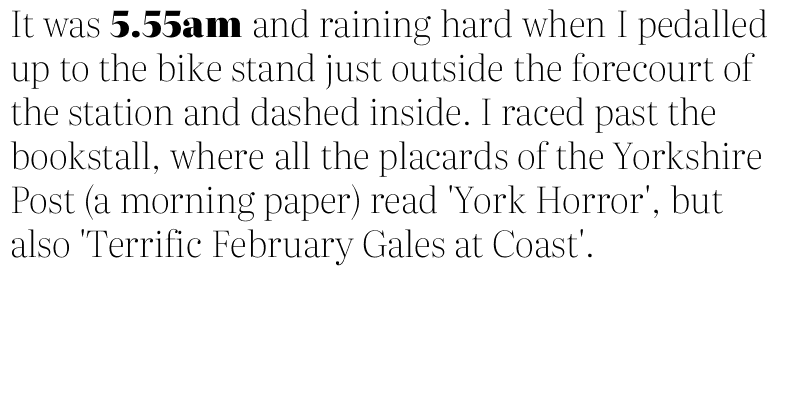 It was 5.55am and raining hard when I pedalled
up to the bike stand just outside the forecourt of
the station and dashed inside. I raced past the
bookstall, where all the placards of the Yorkshire
Post (a morning paper) read 'York Horror', but
also 'Terrific February Gales at Coast'.